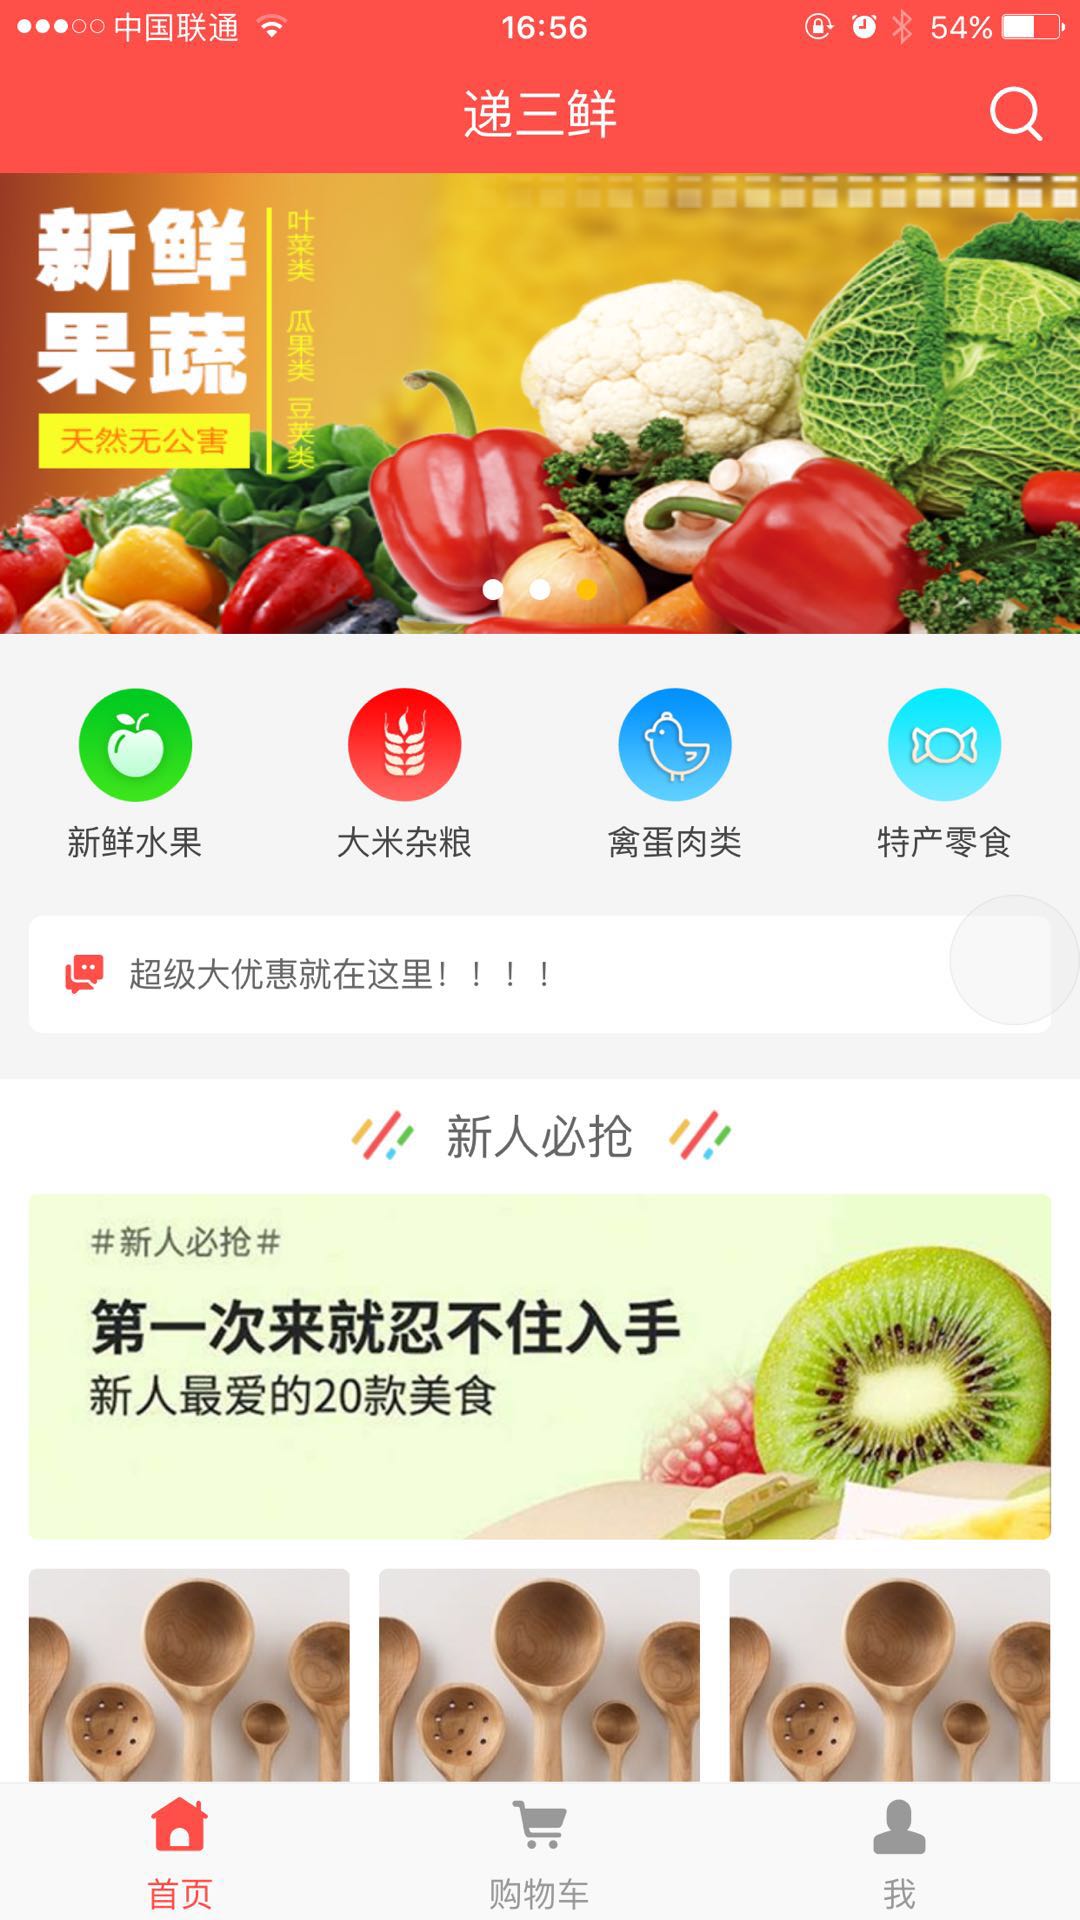 中国联通
16:56
54%
递三鲜
新鲜
果蔬
天然无公害
叶菜类 瓜果类 豆荚类
新鲜水果
大米杂粮
禽蛋肉类
特产零食
超级大优惠就在这里！！！！
新人必抢
#新人必抢#
第一次来就忍不住入手
新人最爱的20款美食
首页
购物车
我